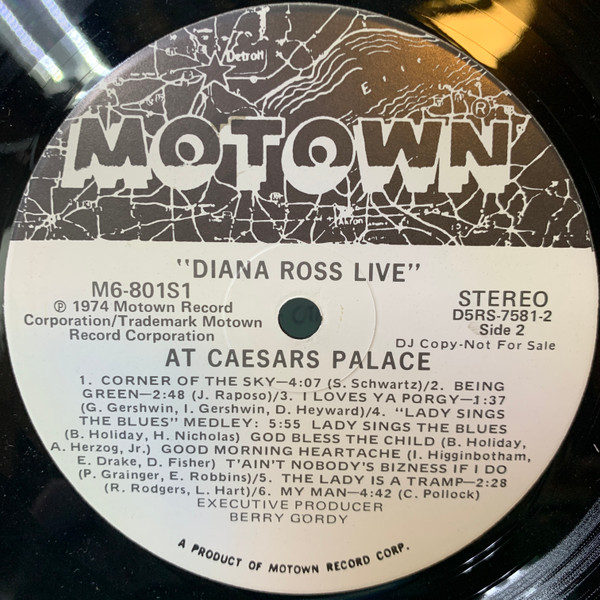 Detroit
Erie
MOTOWN®
Akron
"DIANA ROSS LIVE"
M6-801S1
℗ 1974 Motown Record
Corporation/Trademark Motown
Record Corporation
STEREO
D5RS-7581-2
Side 2
DJ Copy-Not For Sale
AT CAESARS PALACE
1. CORNER OF THE SKY—4:07 (S. Schwartz)/2. BEING
GREEN—2:48 (J. Raposo)/3. I LOVES YA PORGY—1:37
(G. Gershwin, I. Gershwin, D. Heyward)/4. "LADY SINGS
THE BLUES" MEDLEY: 5:55 LADY SINGS THE BLUES
(B. Holiday, H. Nicholas) GOD BLESS THE CHILD (B. Holiday,
A. Herzog, Jr.) GOOD MORNING HEARTACHE (I. Higginbotham,
E. Drake, D. Fisher) T'AIN'T NOBODY'S BIZNESS IF I DO
(P. Grainger, E. Robbins)/5. THE LADY IS A TRAMP—2:28
(R. Rodgers, L. Hart)/6. MY MAN—4:42 (C. Pollock)
EXECUTIVE PRODUCER
BERRY GORDY
A PRODUCT OF MOTOWN RECORD CORP.